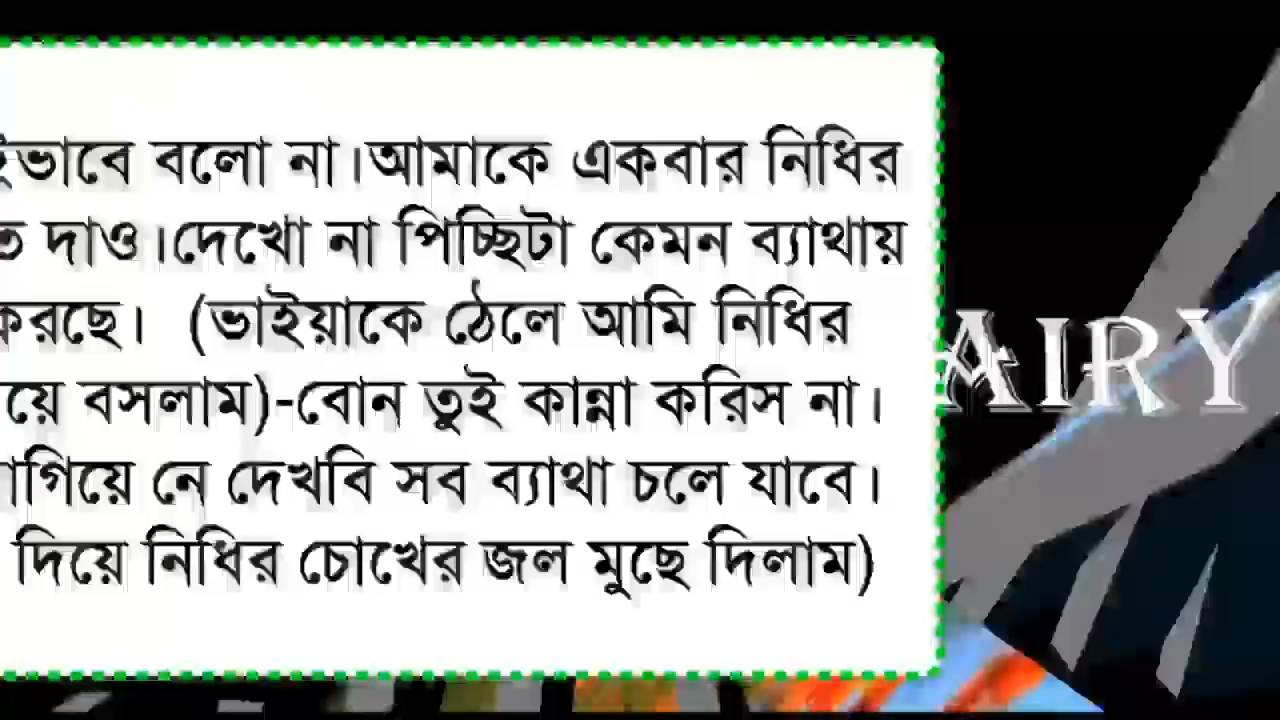 বলো না।আমাকে একবার নিধির
দাও।দেখো না পিচ্ছিটা কেমন ব্যাথায়
করছে। (ভাইয়াকে ঠেলে আমি নিধির
বসলাম)-বোন তুই কান্না করিস না।
নে দেখবি সব ব্যাথা চলে যাবে।
দিয়ে নিধির চোখের জল মুছে দিলাম)
AIRY